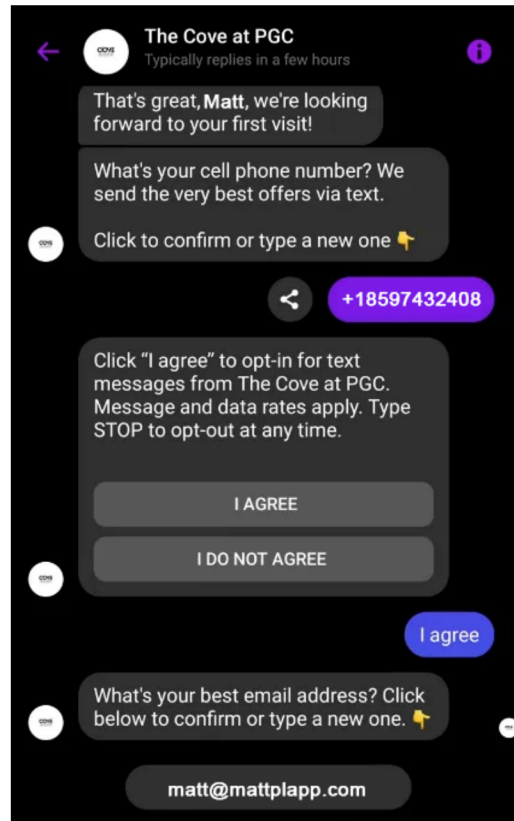 The Cove at PGC
Typically replies in a few hours
That's great, Matt, we're looking
forward to your first visit!
What's your cell phone number? We
send the very best offers via text.
Click to confirm or type a new one 👇
+18597432408
Click “I agree” to opt-in for text
messages from The Cove at PGC.
Message and data rates apply. Type
STOP to opt-out at any time.
I AGREE
I DO NOT AGREE
I agree
What's your best email address? Click
below to confirm or type a new one. 👇
matt@mattplapp.com